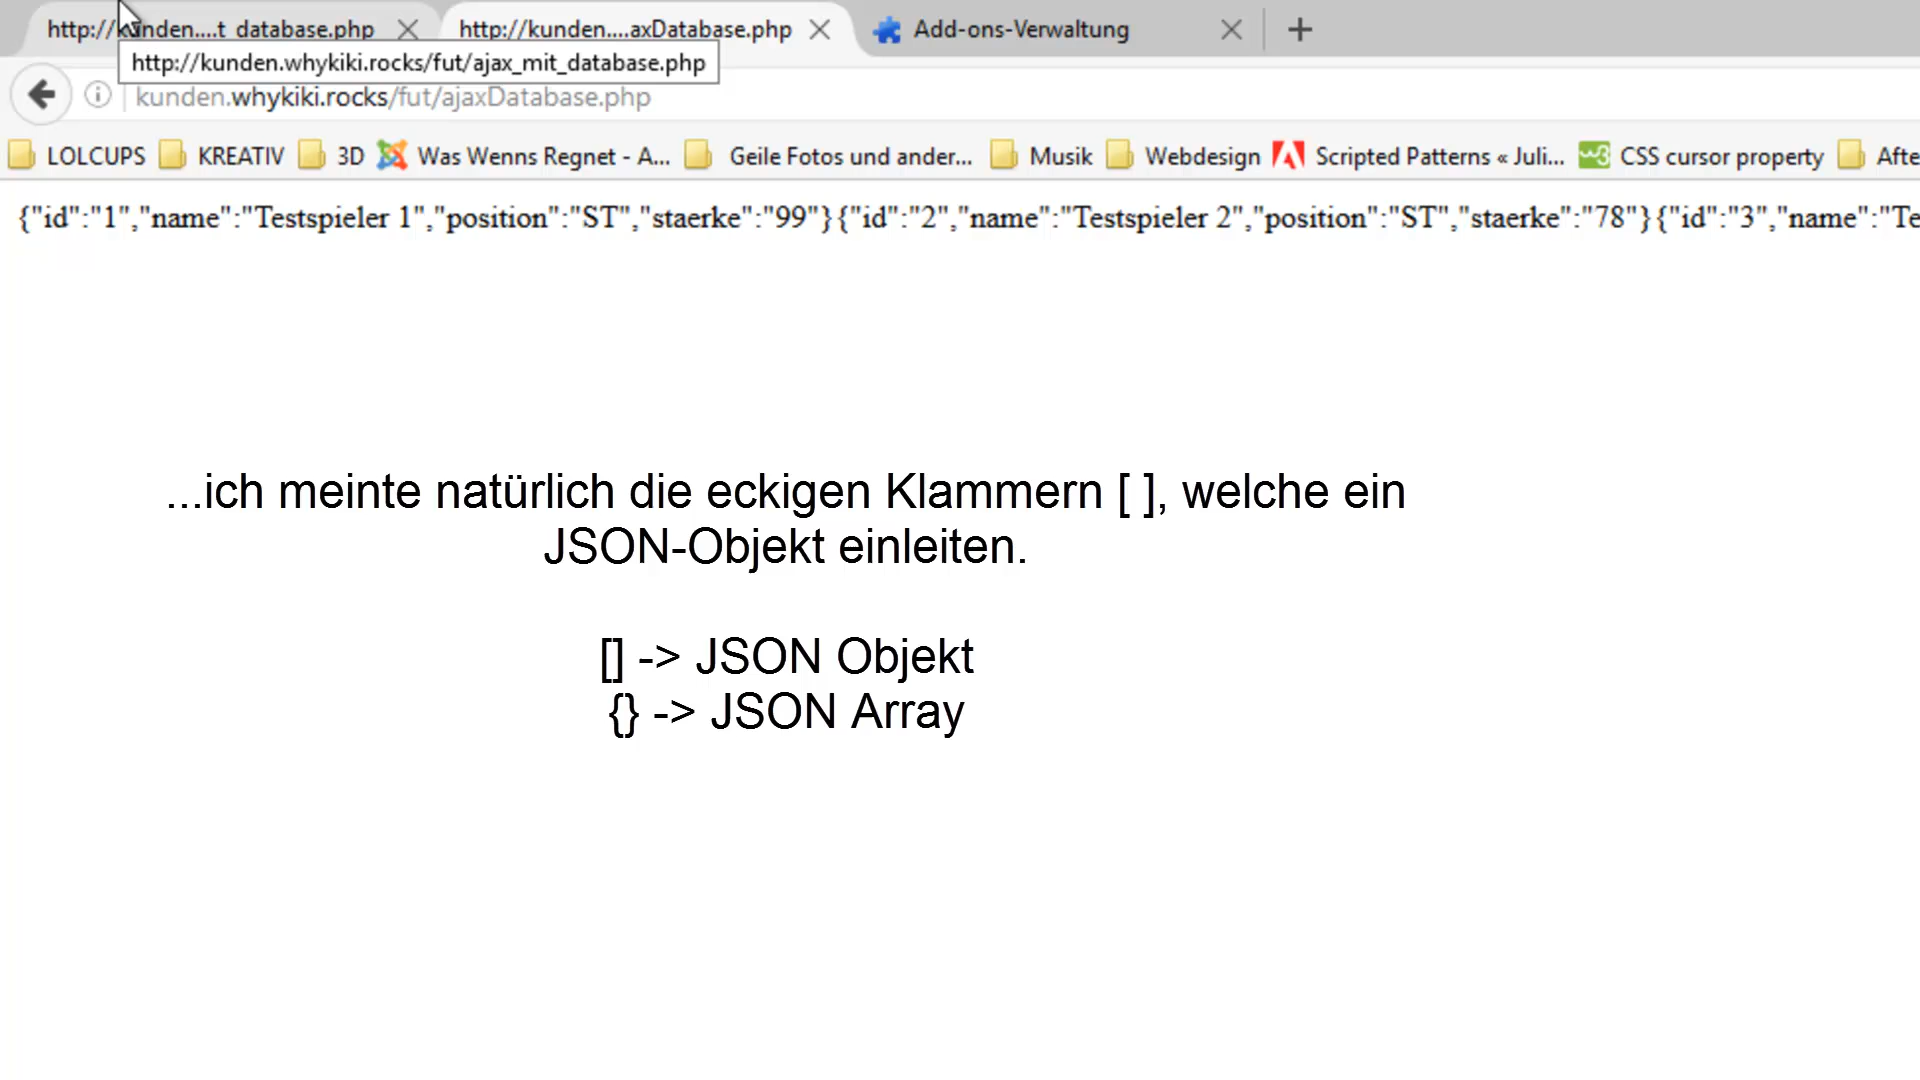 http://kunden....t_database.php
http://kunden....axDatabase.php
Add-ons-Verwaltung
http://kunden.whykiki.rocks/fut/ajax_mit_database.php
kunden.whykiki.rocks/fut/ajaxDatabase.php
LOLCUPS KREATIV 3D Was Wenns Regnet - A... Geile Fotos und ander... Musik Webdesign Scripted Patterns « Juli... CSS cursor property Afte
{"id":"1","name":"Testspieler 1","position":"ST","staerke":"99"}{"id":"2","name":"Testspieler 2","position":"ST","staerke":"78"}{"id":"3","name":"Te
...ich meinte natürlich die eckigen Klammern [ ], welche ein
JSON-Objekt einleiten.
[] -> JSON Objekt
{} -> JSON Array